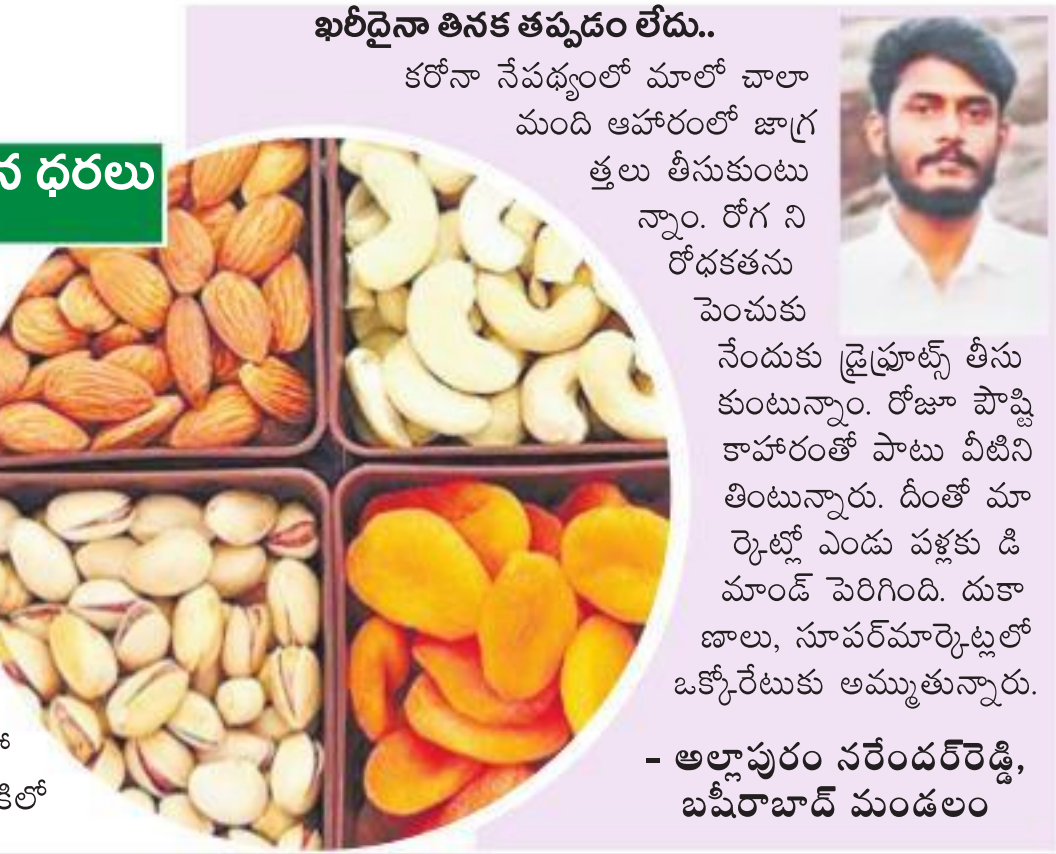 ఖరీదైనా తినక తప్పడం లేదు..
కరోనా నేపథ్యంలో మాలో చాలా
మంది ఆహారంలో జాగ్ర
త్తలు తీసుకుంటు
న్నాం. రోగ ని
రోధకతను
పెంచుకు
నేందుకు డ్రైఫ్రూట్స్ తీసు
కుంటున్నాం. రోజూ పౌష్టి
కాహారంతో పాటు వీటిని
తింటున్నారు. దీంతో మా
ర్కెట్లో ఎండు పళ్లకు డి
మాండ్ పెరిగింది. దుకా
ణాలు, సూపర్‌మార్కెట్లలో
ఒక్కోరేటుకు అమ్ముతున్నారు.
- అల్లాపురం నరేందర్‌రెడ్డి,
బషీరాబాద్ మండలం
న ధరలు
కిలో